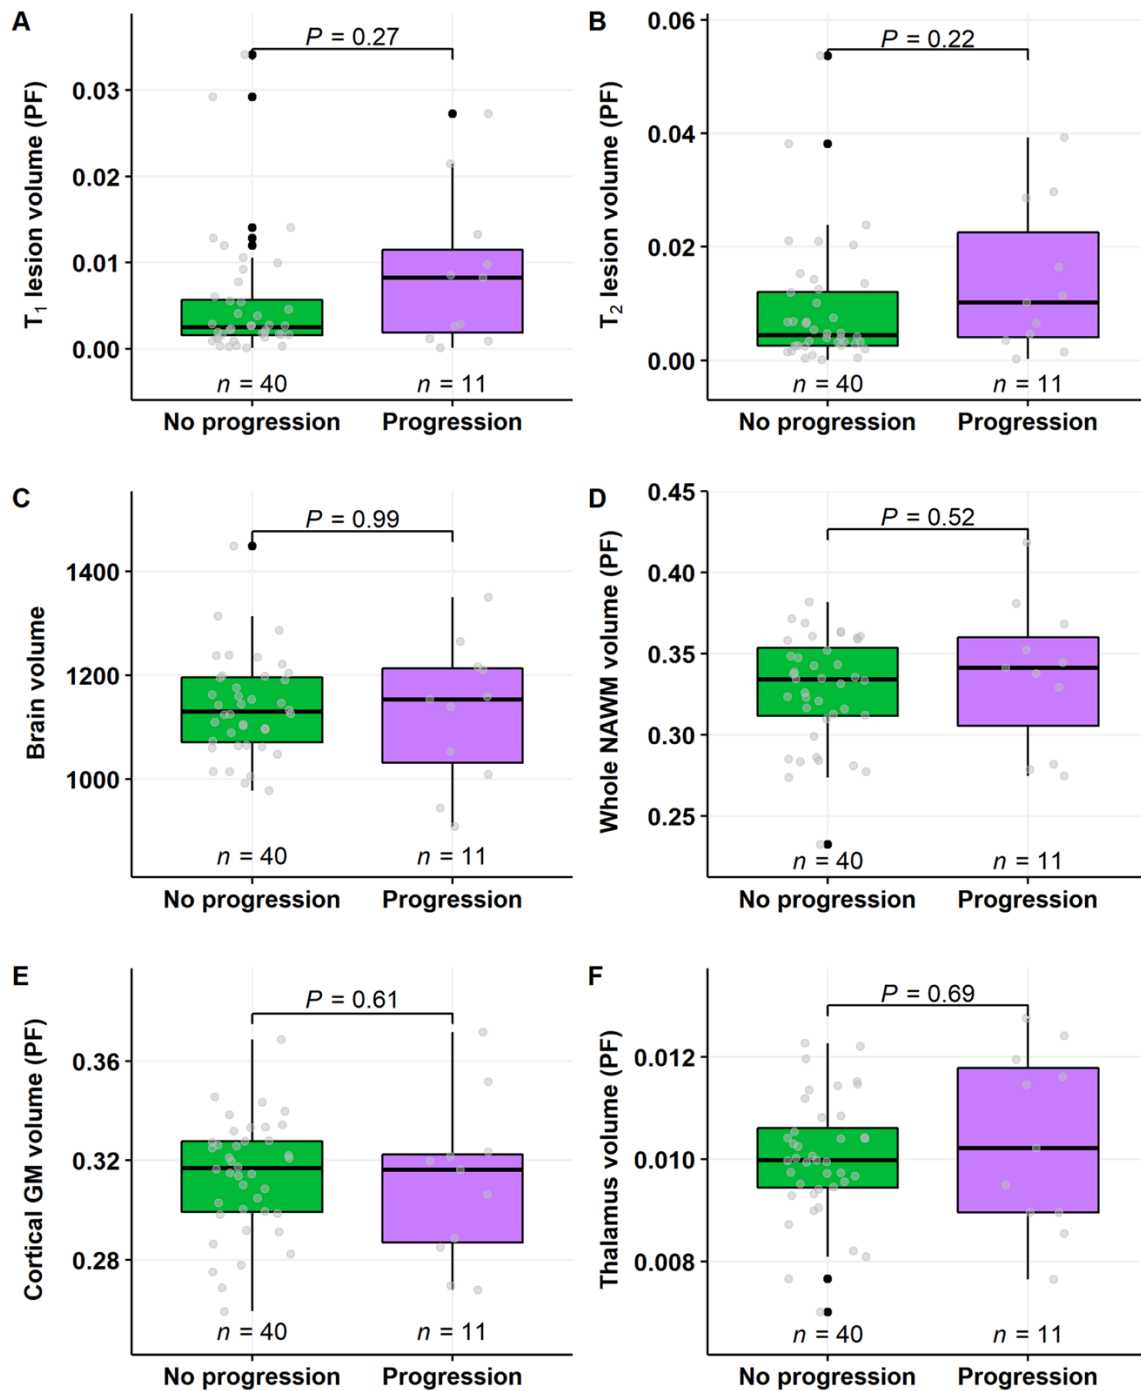 A
P = 0.27
T₁ lesion volume (PF)
0.03
0.02
0.01
0.00
n = 40
n = 11
No progression
Progression
B
P = 0.22
T₂ lesion volume (PF)
0.06
0.04
0.02
0.00
n = 40
n = 11
No progression
Progression
C
P = 0.99
Brain volume
1400
1200
1000
n = 40
n = 11
No progression
Progression
D
P = 0.52
Whole NAWM volume (PF)
0.45
0.40
0.35
0.30
0.25
n = 40
n = 11
No progression
Progression
E
P = 0.61
Cortical GM volume (PF)
0.36
0.32
0.28
n = 40
n = 11
No progression
Progression
F
P = 0.69
Thalamus volume (PF)
0.012
0.010
0.008
n = 40
n = 11
No progression
Progression